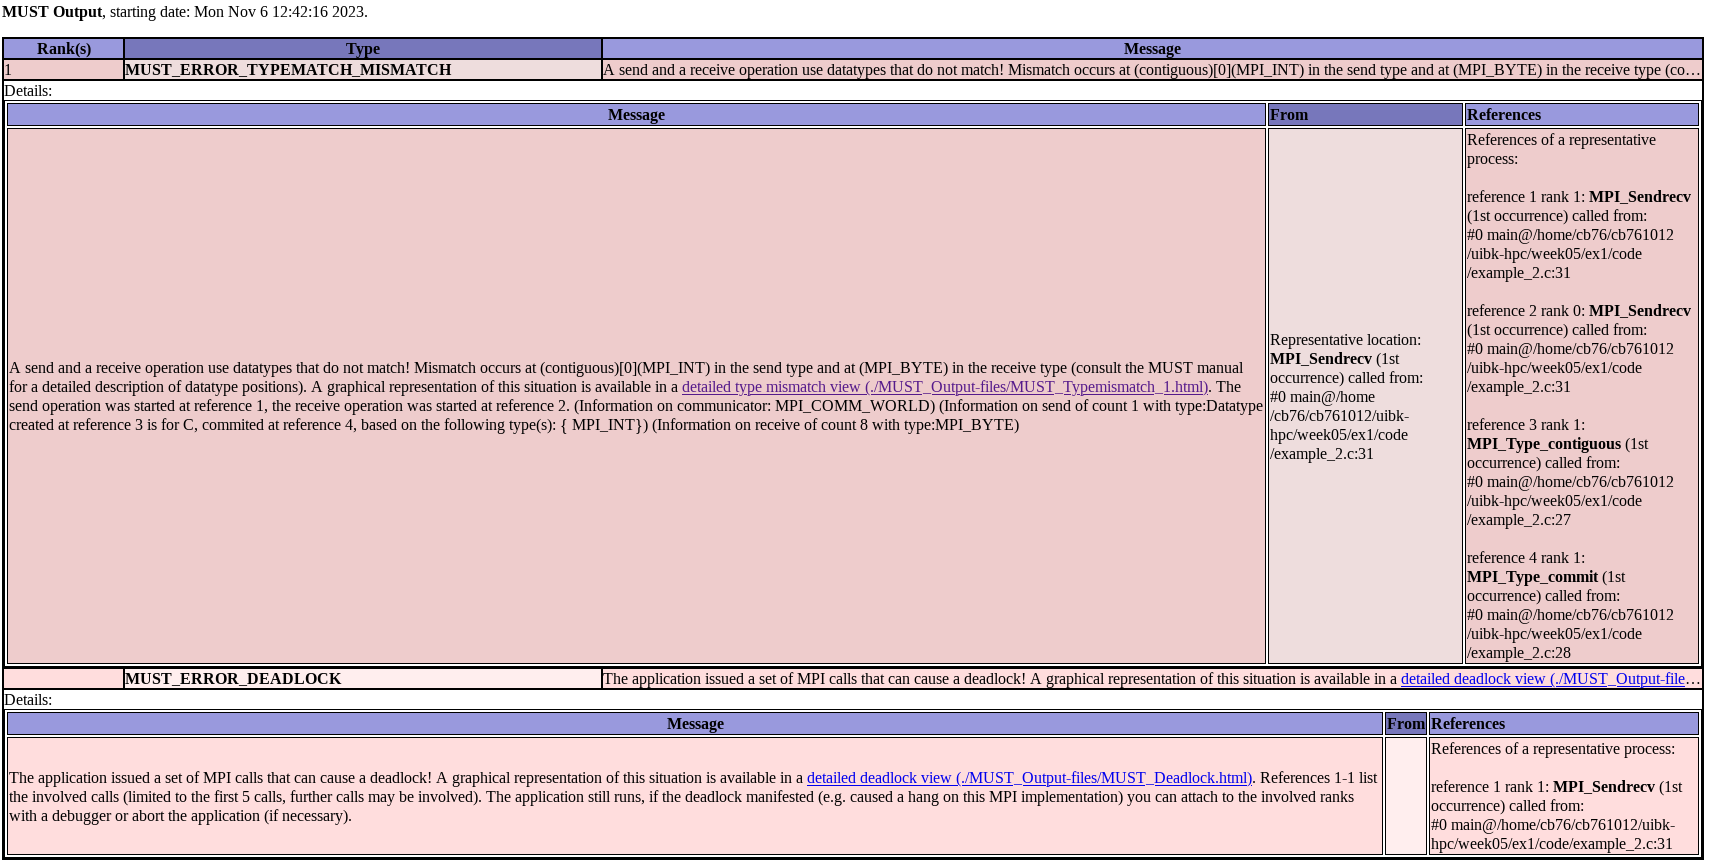 MUST Output, starting date: Mon Nov 6 12:42:16 2023.
Rank(s) Type Message
1 MUST_ERROR_TYPEMATCH_MISMATCH A send and a receive operation use datatypes that do not match! Mismatch occurs at (contiguous)[0](MPI_INT) in the send type and at (MPI_BYTE) in the receive type (co…
Details:
Message From References
A send and a receive operation use datatypes that do not match! Mismatch occurs at (contiguous)[0](MPI_INT) in the send type and at (MPI_BYTE) in the receive type (consult the MUST manual
for a detailed description of datatype positions). A graphical representation of this situation is available in a detailed type mismatch view (./MUST_Output-files/MUST_Typemismatch_1.html). The
send operation was started at reference 1, the receive operation was started at reference 2. (Information on communicator: MPI_COMM_WORLD) (Information on send of count 1 with type:Datatype
created at reference 3 is for C, commited at reference 4, based on the following type(s): { MPI_INT}) (Information on receive of count 8 with type:MPI_BYTE)
Representative location:
MPI_Sendrecv (1st
occurrence) called from:
#0 main@/home
/cb76/cb761012/uibk-
hpc/week05/ex1/code
/example_2.c:31
References of a representative
process:
reference 1 rank 1: MPI_Sendrecv
(1st occurrence) called from:
#0 main@/home/cb76/cb761012
/uibk-hpc/week05/ex1/code
/example_2.c:31
reference 2 rank 0: MPI_Sendrecv
(1st occurrence) called from:
#0 main@/home/cb76/cb761012
/uibk-hpc/week05/ex1/code
/example_2.c:31
reference 3 rank 1:
MPI_Type_contiguous (1st
occurrence) called from:
#0 main@/home/cb76/cb761012
/uibk-hpc/week05/ex1/code
/example_2.c:27
reference 4 rank 1:
MPI_Type_commit (1st
occurrence) called from:
#0 main@/home/cb76/cb761012
/uibk-hpc/week05/ex1/code
/example_2.c:28
MUST_ERROR_DEADLOCK The application issued a set of MPI calls that can cause a deadlock! A graphical representation of this situation is available in a detailed deadlock view (./MUST_Output-file…
Details:
Message From References
The application issued a set of MPI calls that can cause a deadlock! A graphical representation of this situation is available in a detailed deadlock view (./MUST_Output-files/MUST_Deadlock.html). References 1-1 list
the involved calls (limited to the first 5 calls, further calls may be involved). The application still runs, if the deadlock manifested (e.g. caused a hang on this MPI implementation) you can attach to the involved ranks
with a debugger or abort the application (if necessary).
References of a representative process:
reference 1 rank 1: MPI_Sendrecv (1st
occurrence) called from:
#0 main@/home/cb76/cb761012/uibk-
hpc/week05/ex1/code/example_2.c:31